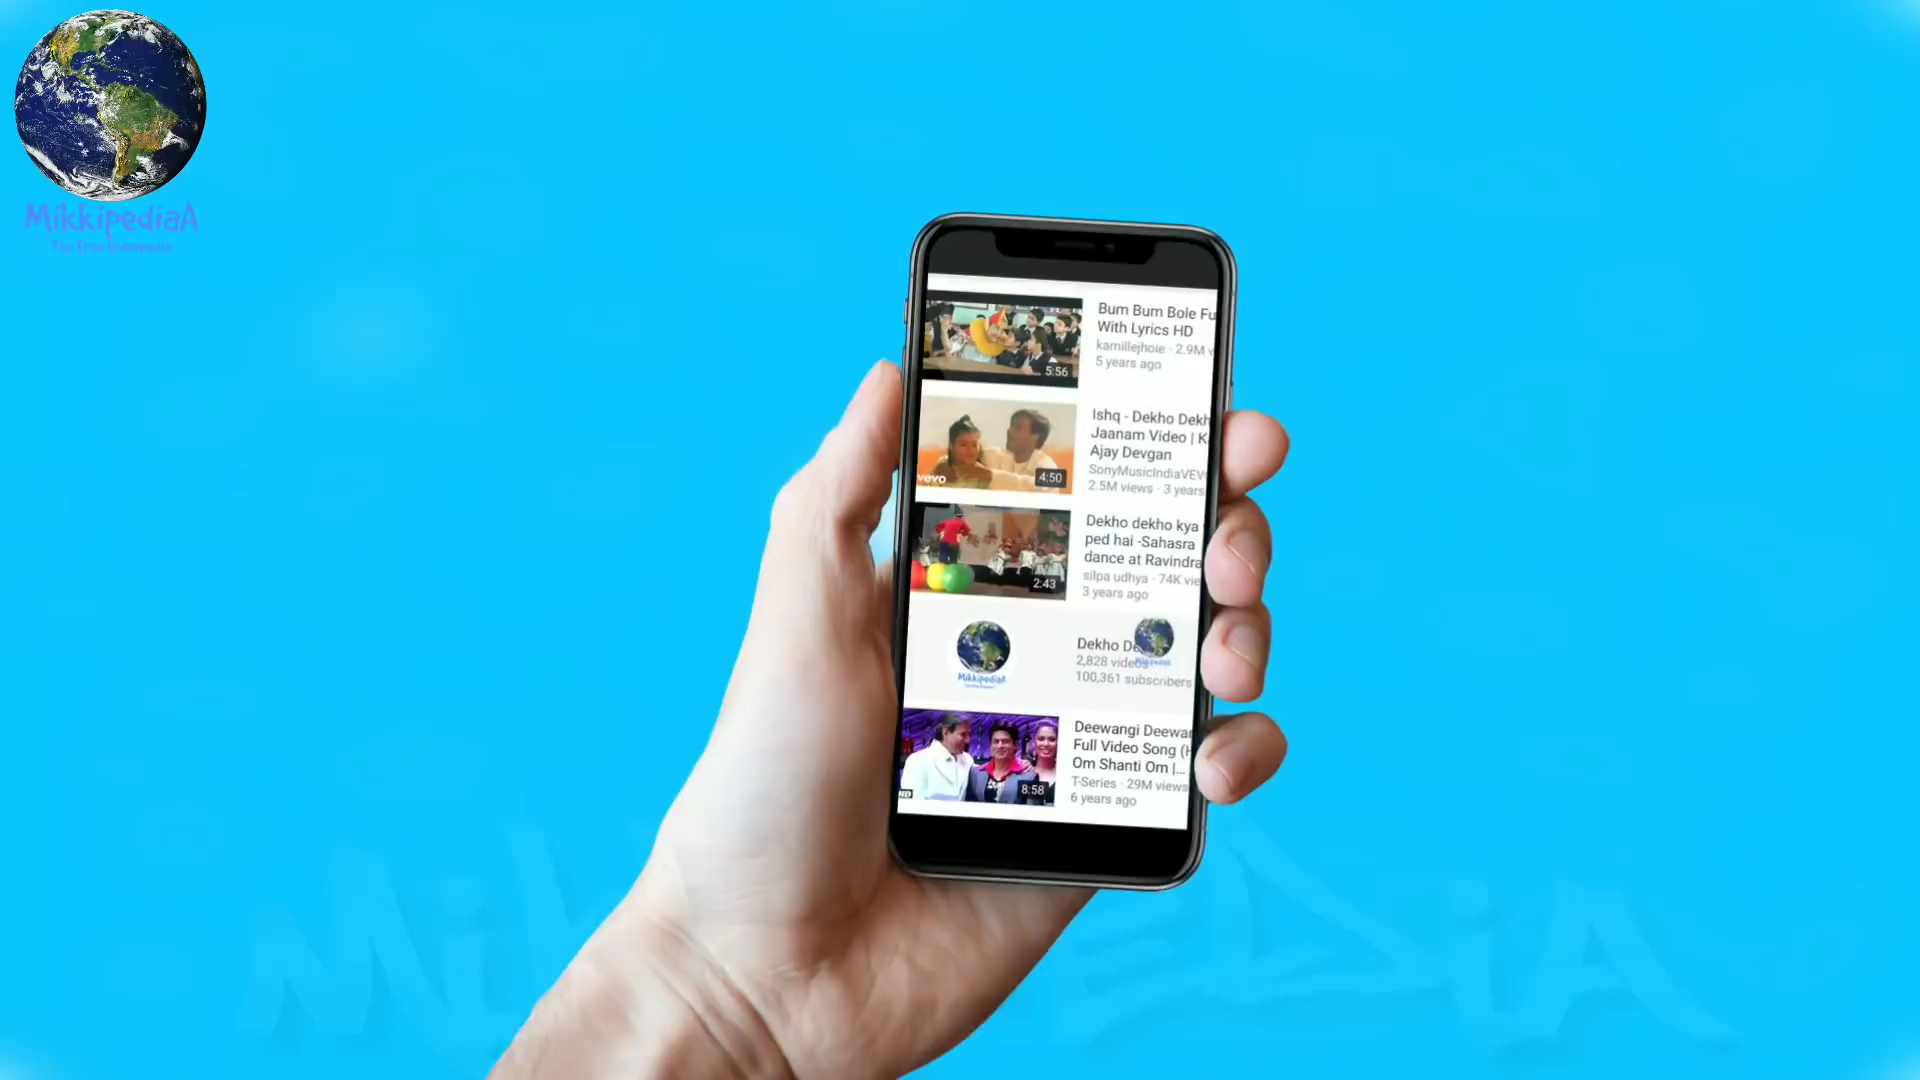 MikkipediaA
Bum Bum Bole Fu
With Lyrics HD
kamillejhoie · 2.9M v
5 years ago
5:56
Ishq - Dekho Dekh
Jaanam Video | K
Ajay Devgan
SonyMusicIndiaVEV
2.5M views · 3 years
vevo
4:50
Dekho dekho kya
ped hai -Sahasra
dance at Ravindra
silpa udhya · 74K vie
3 years ago
2:43
MikkipediaA
Dekho De
2,828 videos
100,361 subscribers
MikkipediaA
Deewangi Deewan
Full Video Song (H
Om Shanti Om |...
T-Series · 29M views
6 years ago
HD
8:58